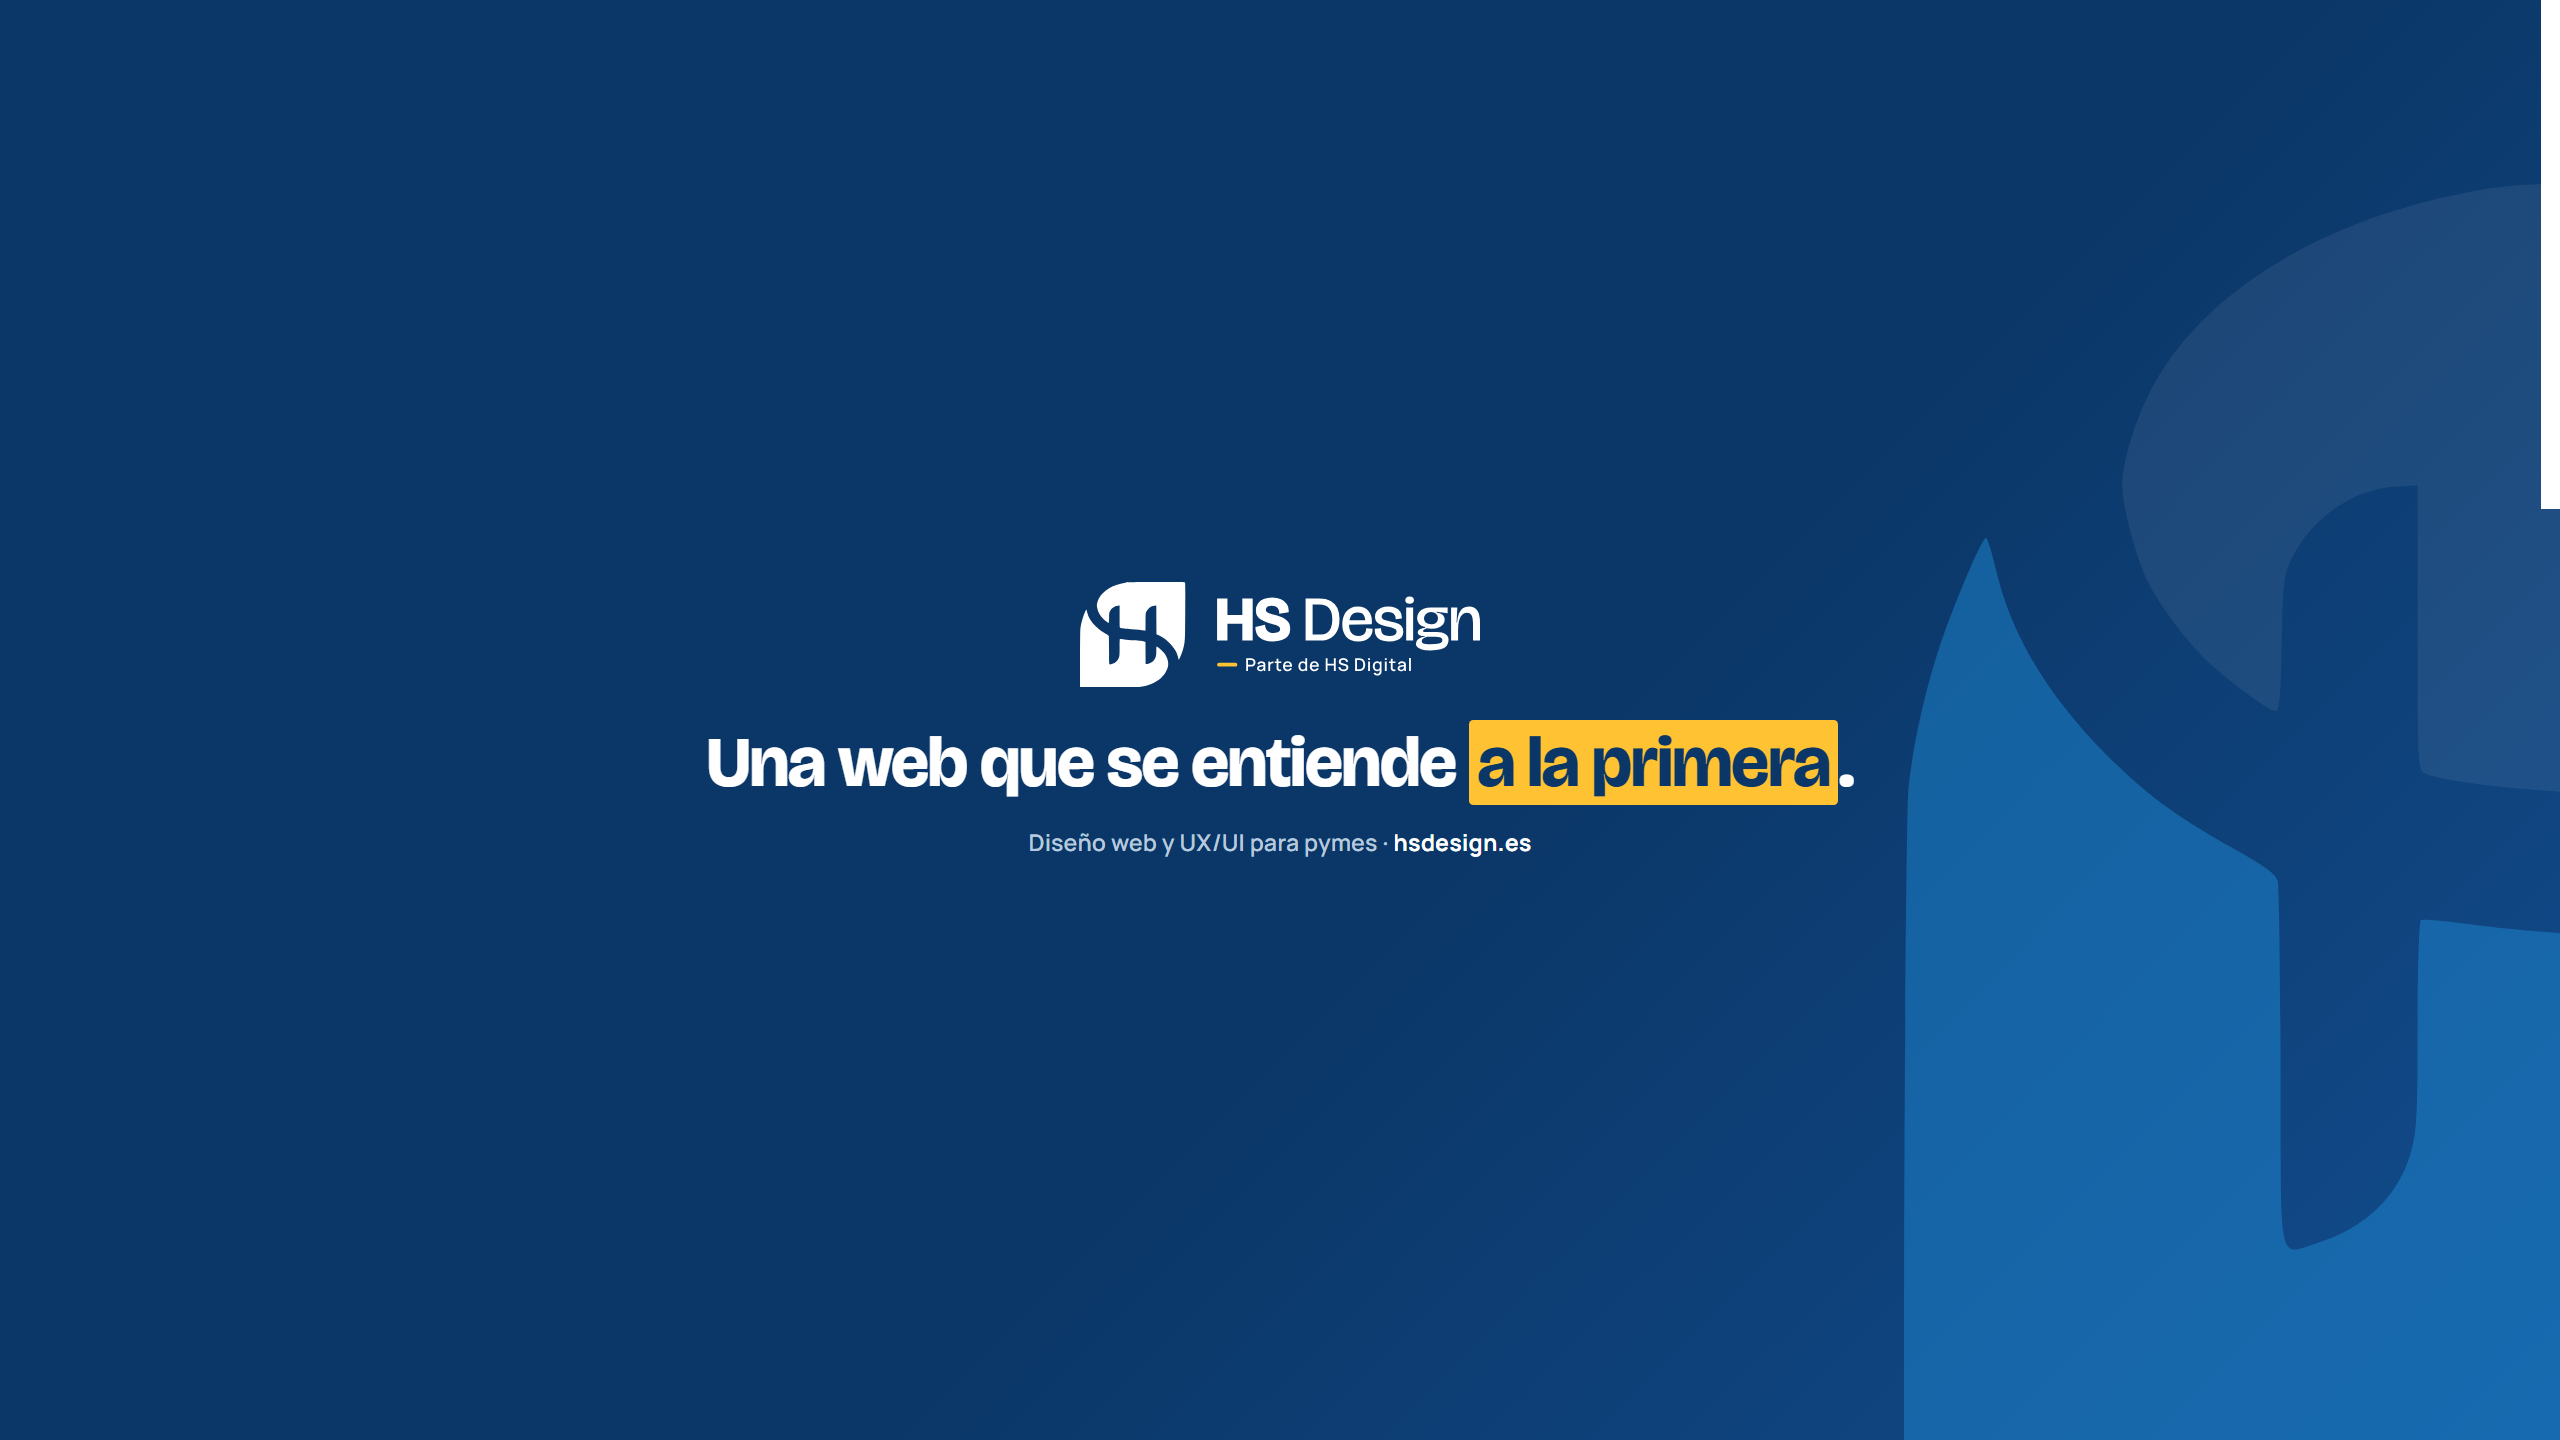 HS Design
Parte de HS Digital
Una web que se entiende a la primera.
Diseño web y UX/UI para pymes · hsdesign.es